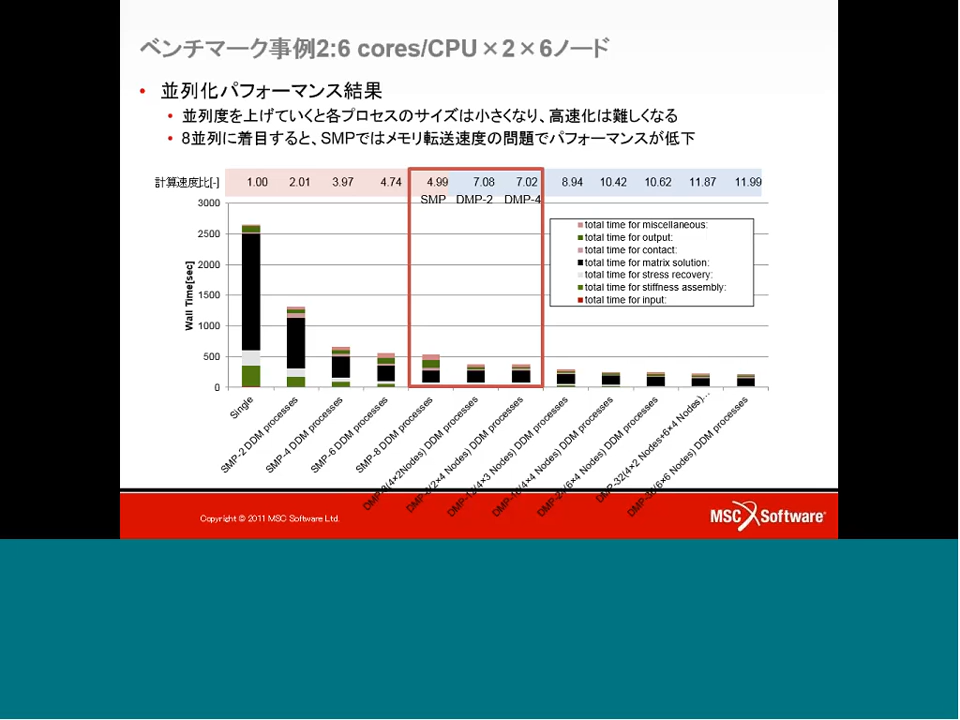 ベンチマーク事例2:6 cores/CPU×2×6ノード
• 並列化パフォーマンス結果
• 並列度を上げていくと各プロセスのサイズは小さくなり、高速化は難しくなる
• 8並列に着目すると、SMPではメモリ転送速度の問題でパフォーマンスが低下
計算速度比[-] 1.00 2.01 3.97 4.74 4.99 7.08 7.02 8.94 10.42 10.62 11.87 11.99
SMP DMP-2 DMP-4
3000
2500
2000
1500
1000
500
0
Wall Time[sec]
total time for miscellaneous:
total time for output:
total time for contact:
total time for matrix solution:
total time for stress recovery:
total time for stiffness assembly:
total time for input:
Single
SMP-2 DDM processes
SMP-4 DDM processes
SMP-6 DDM processes
SMP-8 DDM processes
DMP-8(4×2Nodes) DDM processes
DMP-8(2×4 Nodes) DDM processes
DMP-12(4×3 Nodes) DDM processes
DMP-16(4×4 Nodes) DDM processes
DMP-24(6×4 Nodes) DDM processes
DMP-32(4×2 Nodes+6×4 Nodes)…
DMP-36(6×6 Nodes) DDM processes
Copyright © 2011 MSC Software Ltd.
MSC Software